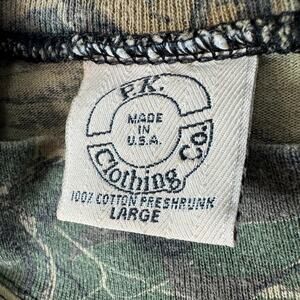 P.K.
MADE
IN
U.S.A.
Clothing Co.
100% COTTON PRESHRUNK
LARGE